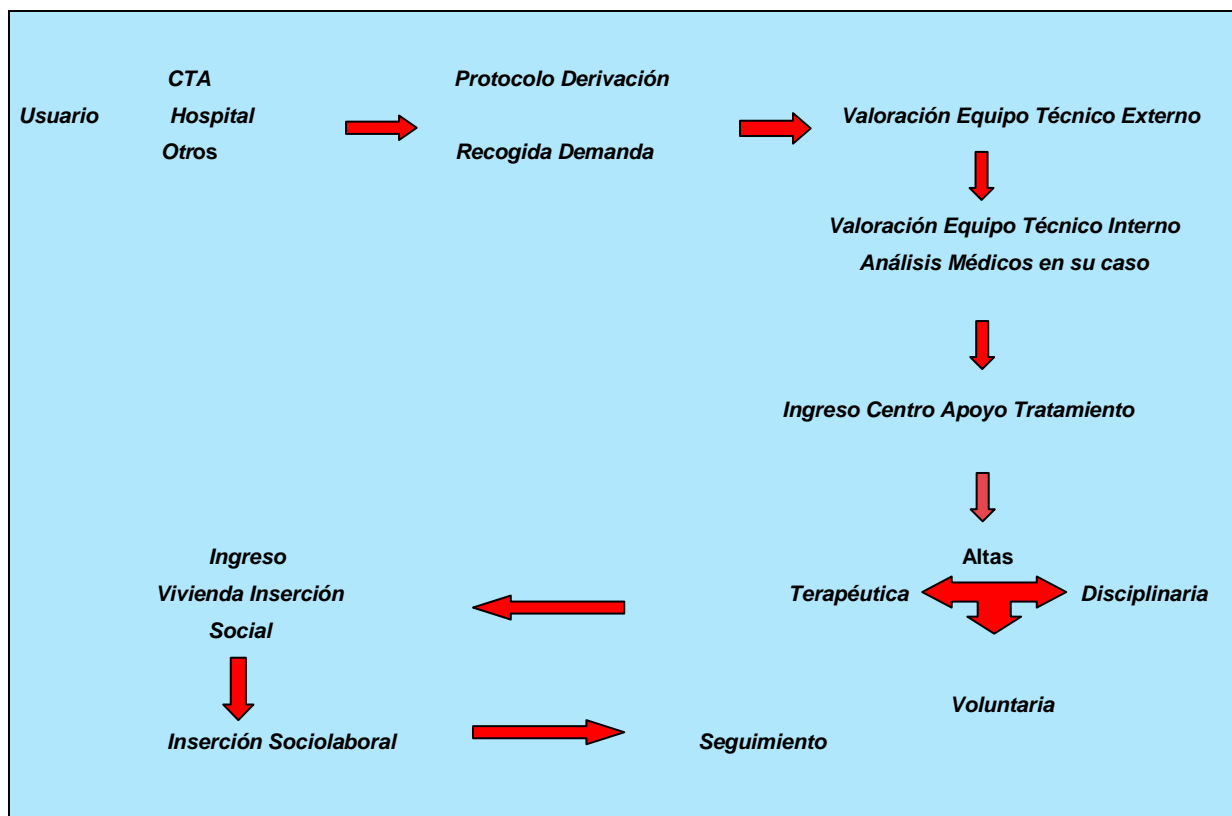 CTA
Usuario Hospital
Otros
Protocolo Derivación
Recogida Demanda
Valoración Equipo Técnico Externo
Valoración Equipo Técnico Interno
Análisis Médicos en su caso
Ingreso Centro Apoyo Tratamiento
Altas
Terapéutica Disciplinaria
Voluntaria
Ingreso
Vivienda Inserción
Social
Inserción Sociolaboral
Seguimiento